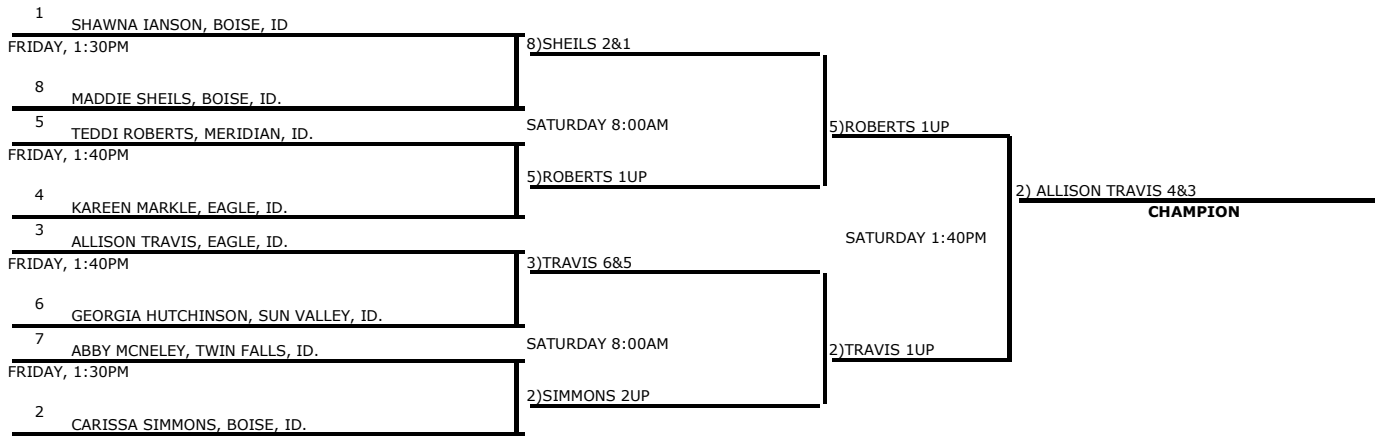 1
SHAWNA IANSON, BOISE, ID
FRIDAY, 1:30PM
8)SHEILS 2&1
8
MADDIE SHEILS, BOISE, ID.
5
TEDDI ROBERTS, MERIDIAN, ID.
SATURDAY 8:00AM
5)ROBERTS 1UP
FRIDAY, 1:40PM
5)ROBERTS 1UP
4
KAREEN MARKLE, EAGLE, ID.
2) ALLISON TRAVIS 4&3
CHAMPION
3
ALLISON TRAVIS, EAGLE, ID.
SATURDAY 1:40PM
FRIDAY, 1:40PM
3)TRAVIS 6&5
6
GEORGIA HUTCHINSON, SUN VALLEY, ID.
7
ABBY MCNELEY, TWIN FALLS, ID.
SATURDAY 8:00AM
2)TRAVIS 1UP
FRIDAY, 1:30PM
2)SIMMONS 2UP
2
CARISSA SIMMONS, BOISE, ID.